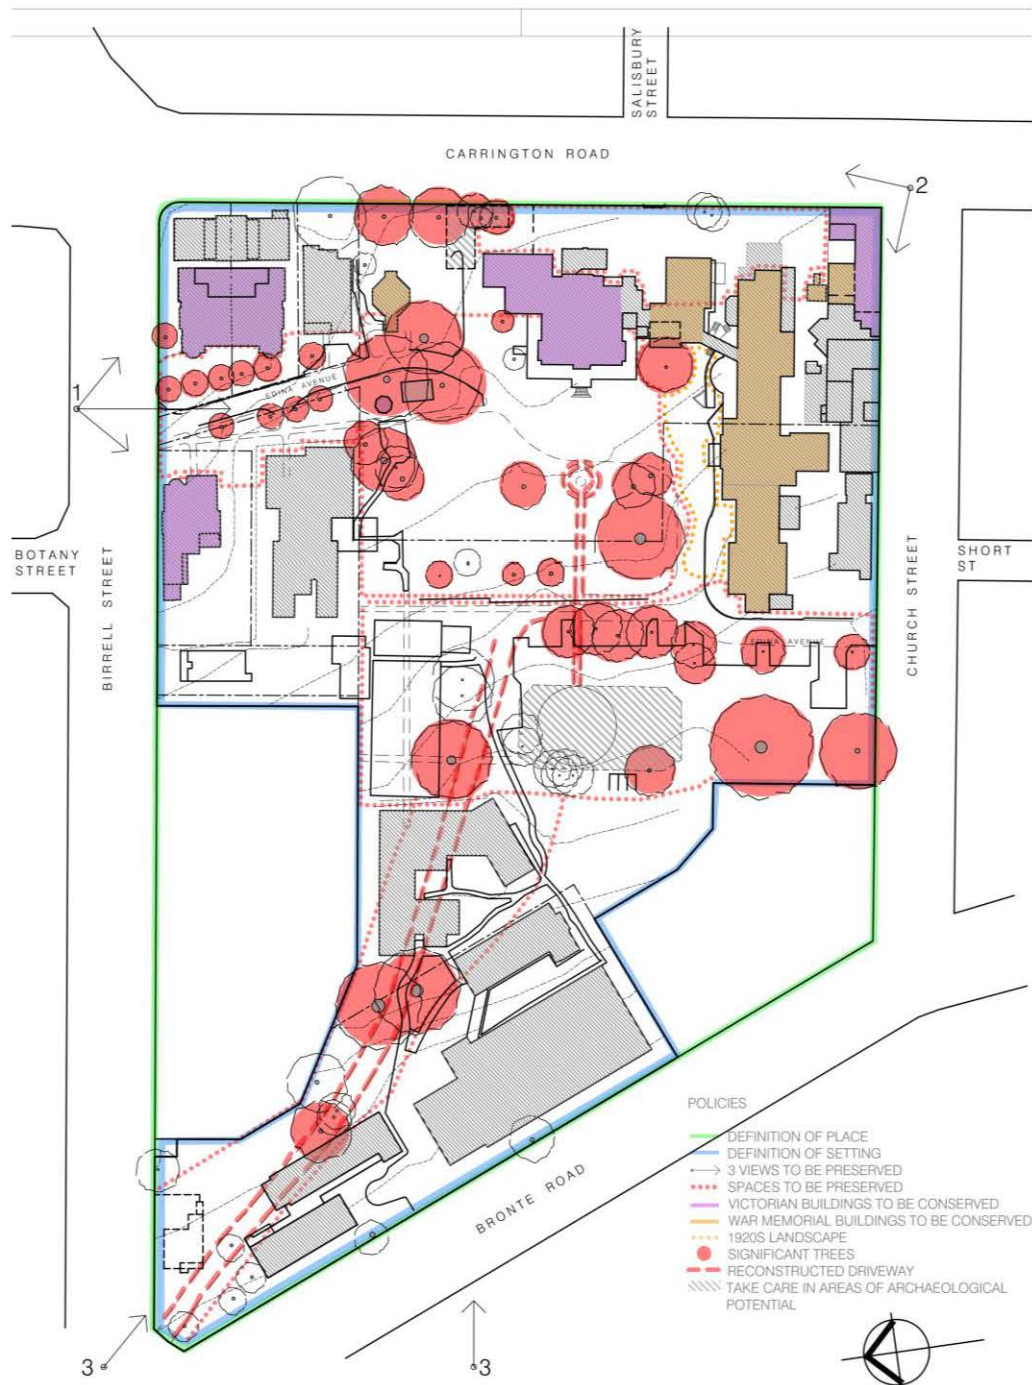 SALISBURY
STREET
CARRINGTON ROAD
2
1
EDINA AVENUE
BOTANY
STREET
BIRRELL STREET
SHORT
ST
CHURCH STREET
EDINA AVENUE
BRONTE ROAD
POLICIES
DEFINITION OF PLACE
DEFINITION OF SETTING
3 VIEWS TO BE PRESERVED
SPACES TO BE PRESERVED
VICTORIAN BUILDINGS TO BE CONSERVED
WAR MEMORIAL BUILDINGS TO BE CONSERVED
1920S LANDSCAPE
SIGNIFICANT TREES
RECONSTRUCTED DRIVEWAY
TAKE CARE IN AREAS OF ARCHAEOLOGICAL
POTENTIAL
3
3